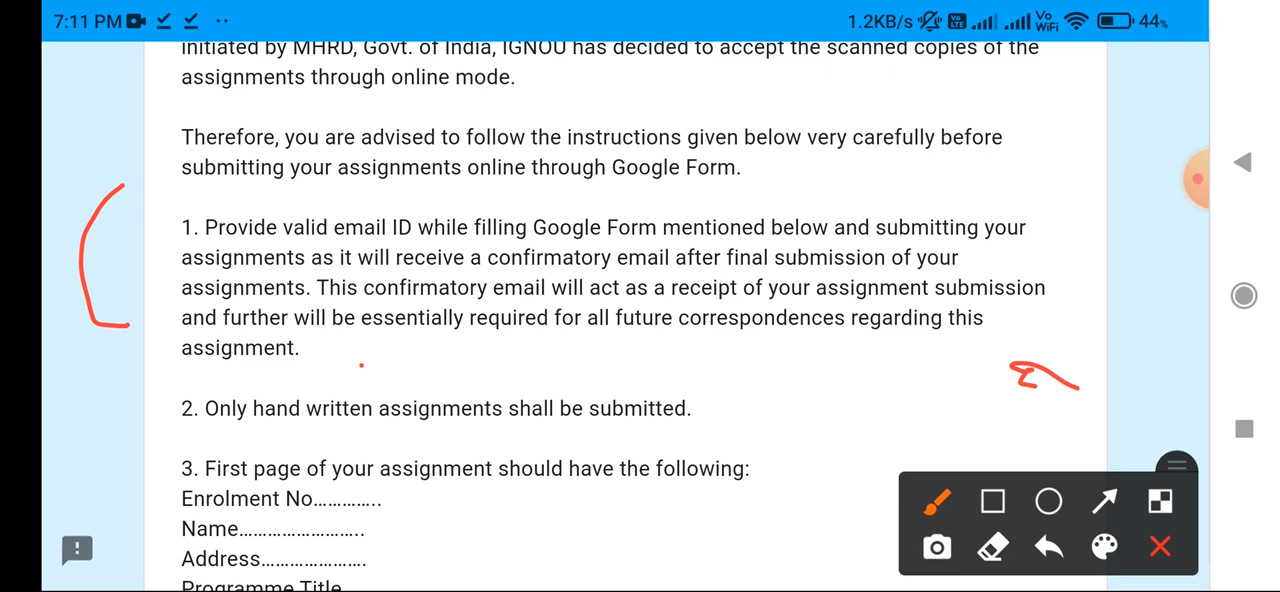 7:11 PM
1.2KB/s
Vo LTE
Vo WiFi
44%
initiated by MHRD, Govt. of India, IGNOU has decided to accept the scanned copies of the
assignments through online mode.
Therefore, you are advised to follow the instructions given below very carefully before
submitting your assignments online through Google Form.
1. Provide valid email ID while filling Google Form mentioned below and submitting your
assignments as it will receive a confirmatory email after final submission of your
assignments. This confirmatory email will act as a receipt of your assignment submission
and further will be essentially required for all future correspondences regarding this
assignment.
2. Only hand written assignments shall be submitted.
3. First page of your assignment should have the following:
Enrolment No…………..
Name…………………..
Address………………….
Programme Title